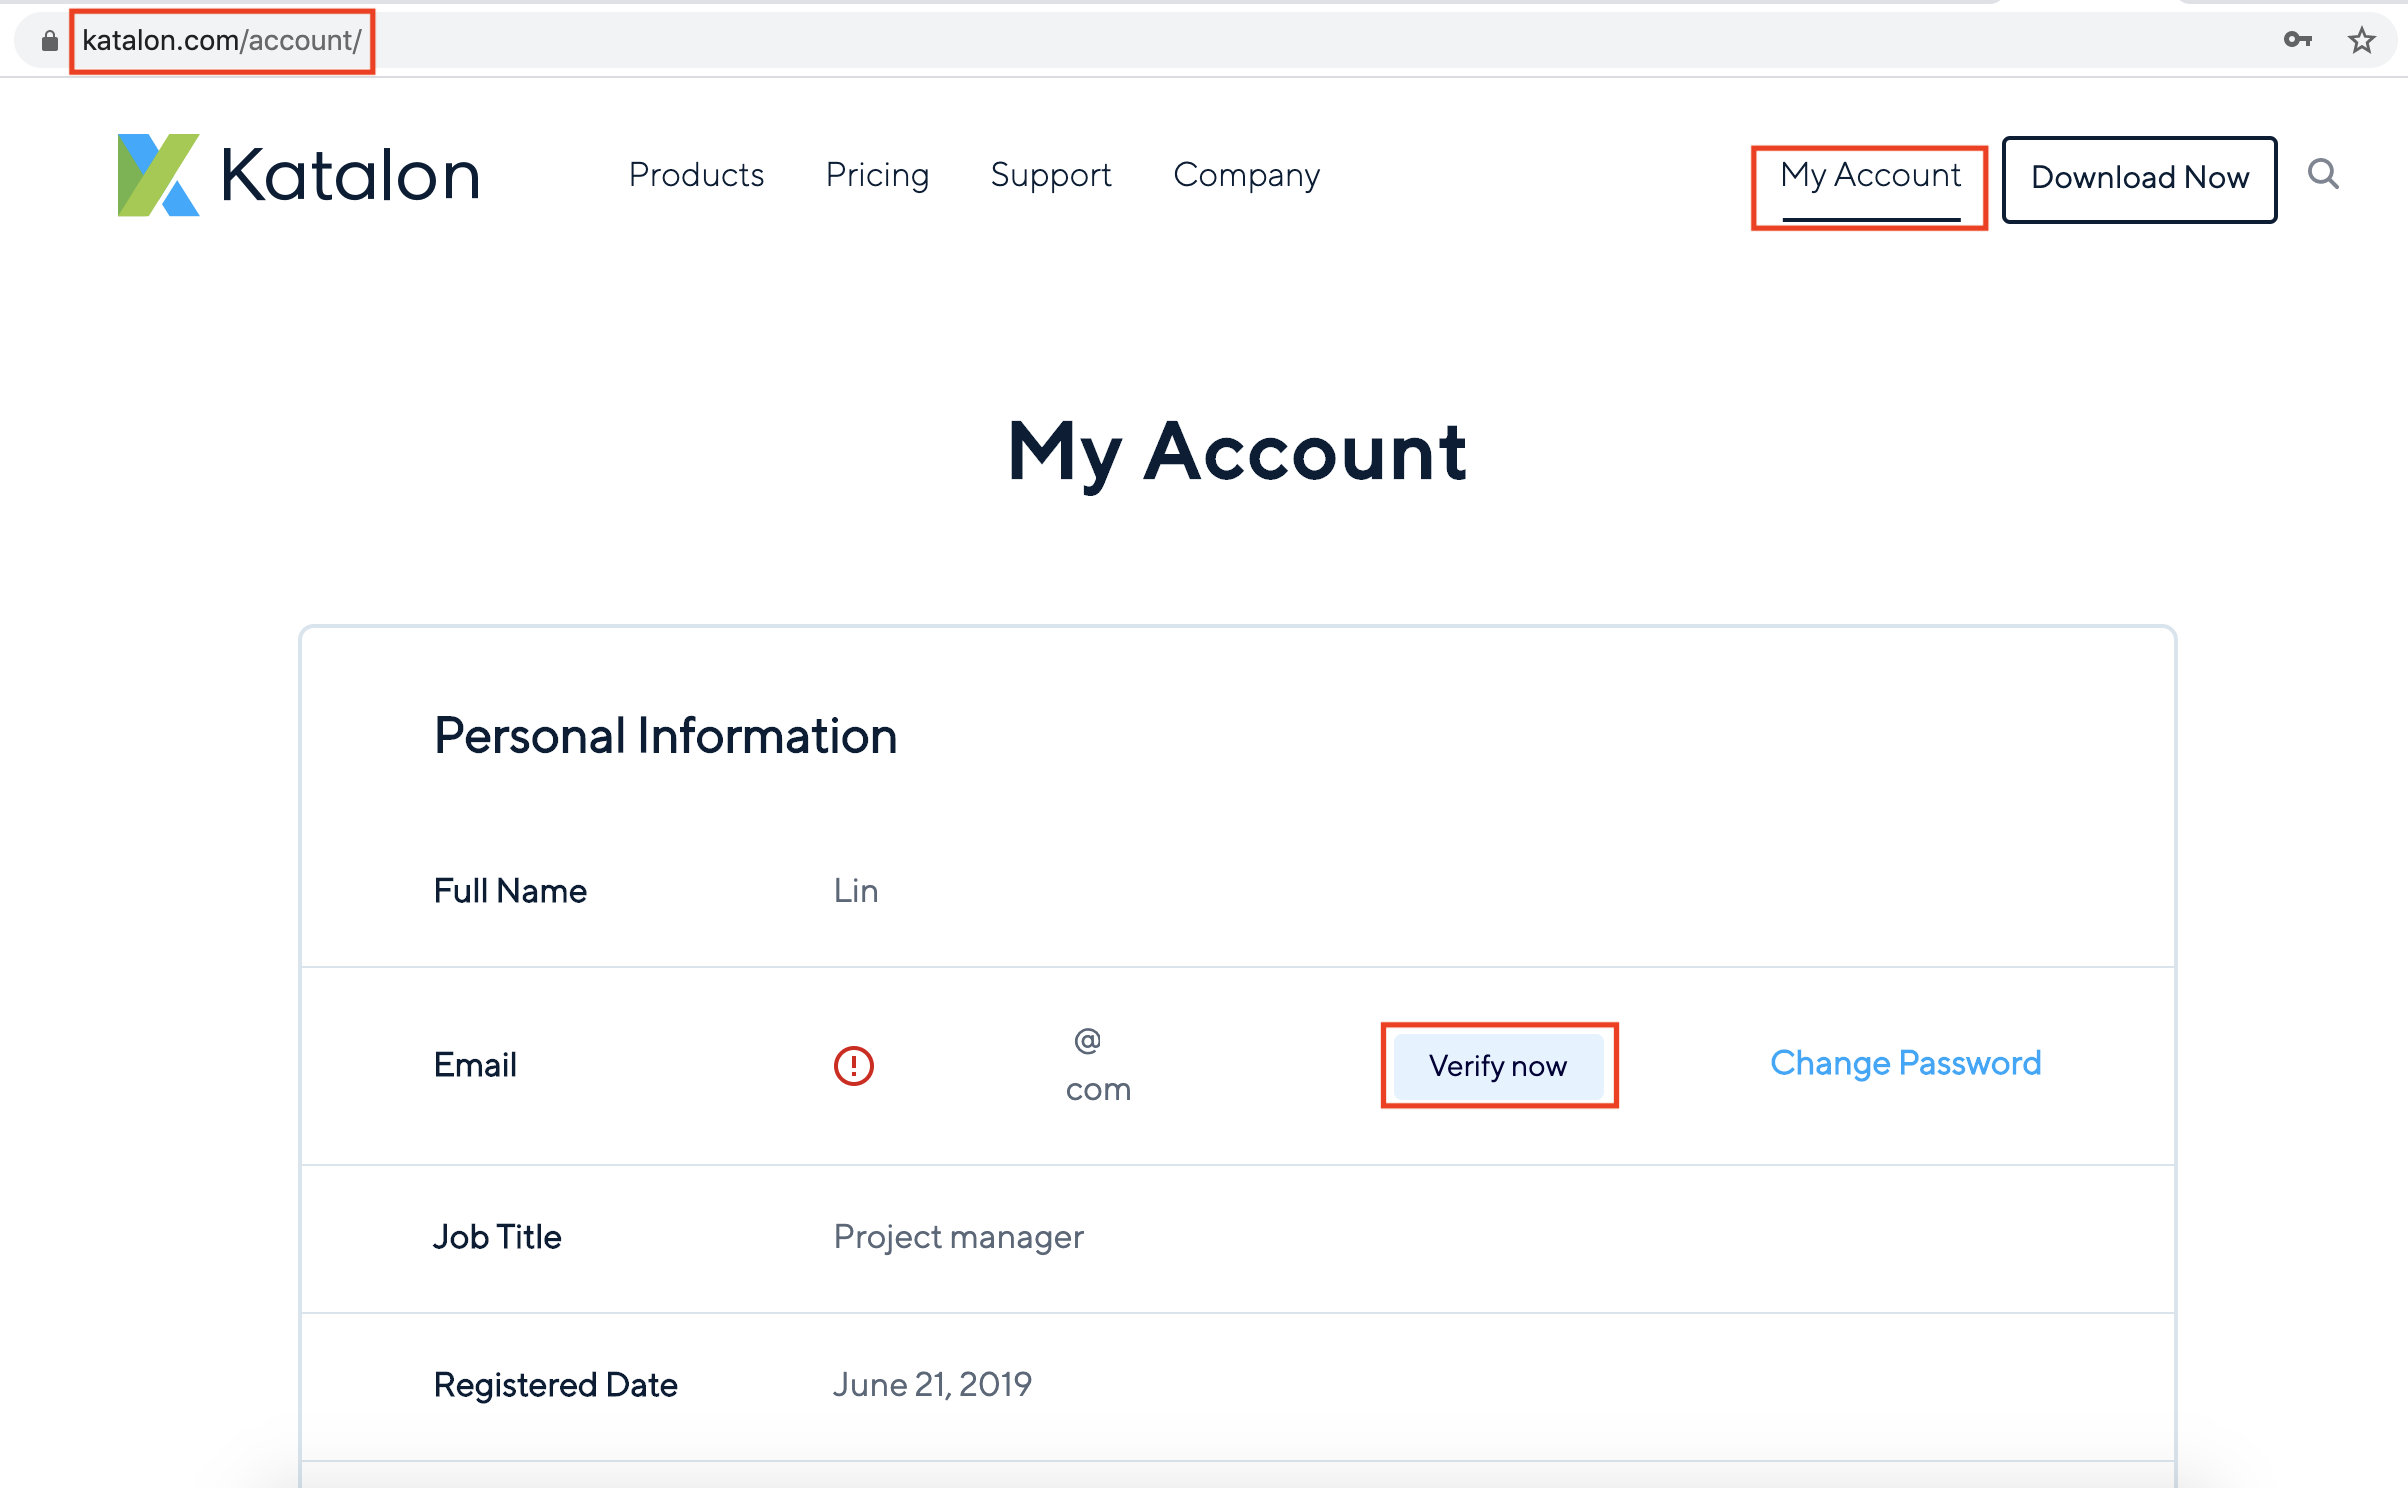 katalon.com/account/
Katalon
Products Pricing Support Company My Account Download Now
My Account
Personal Information
Full Name Lin
Email @
com
Verify now Change Password
Job Title Project manager
Registered Date June 21, 2019